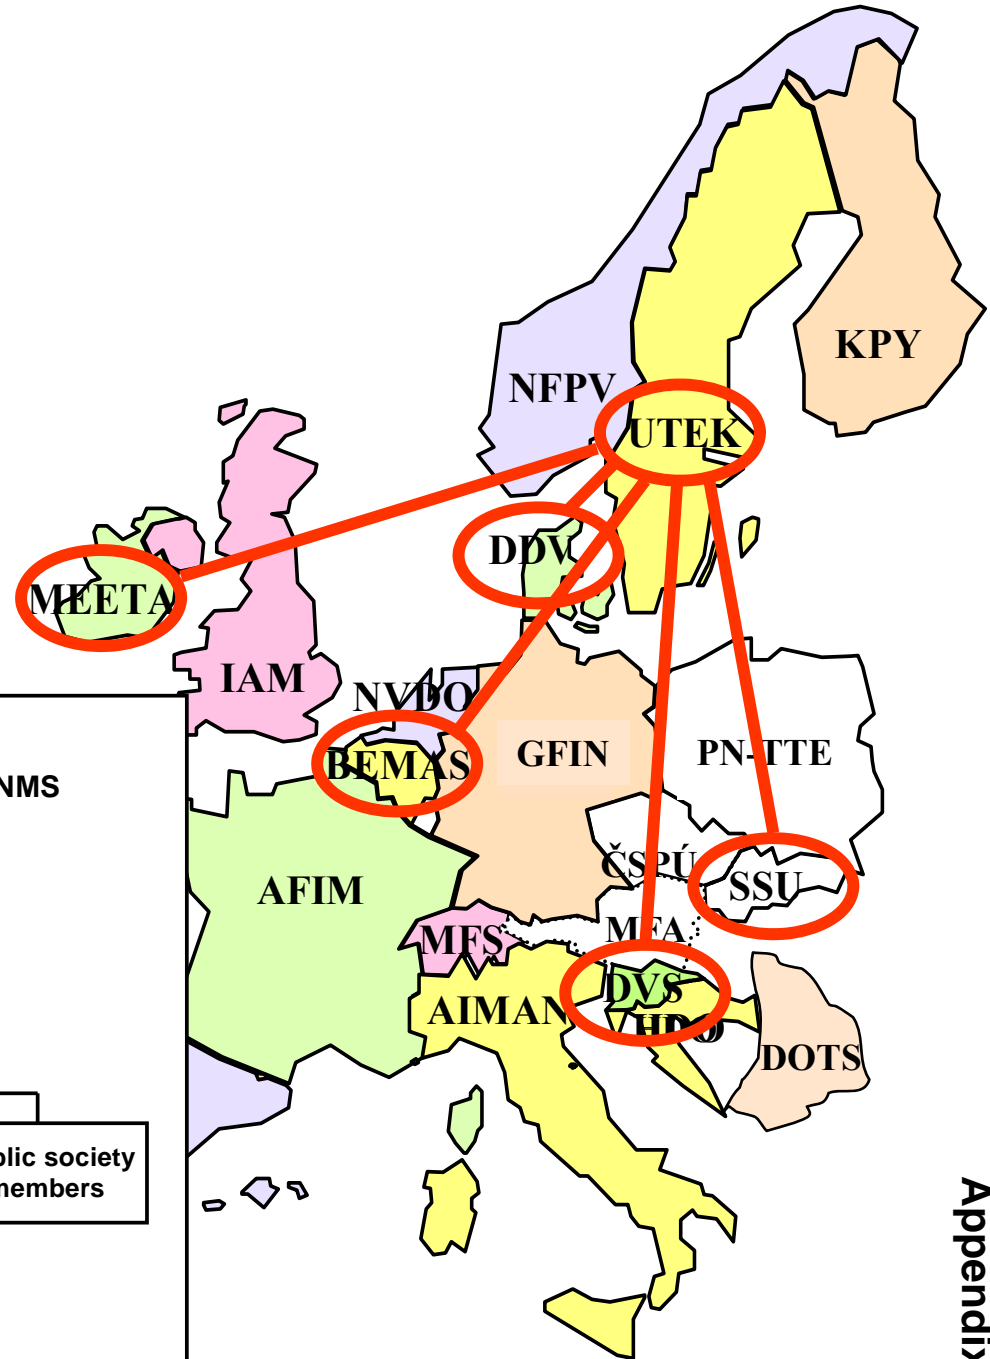 KPY
NFPV
UTEK
DDV
MEETA
IAM
NVDO
BEMAS
GFIN
PN-TTE
NMS
ČSPÚ
SSU
AFIM
MFS
MFA
DVS
AIMAN
HDO
DOTS
olic society
members
Appendix